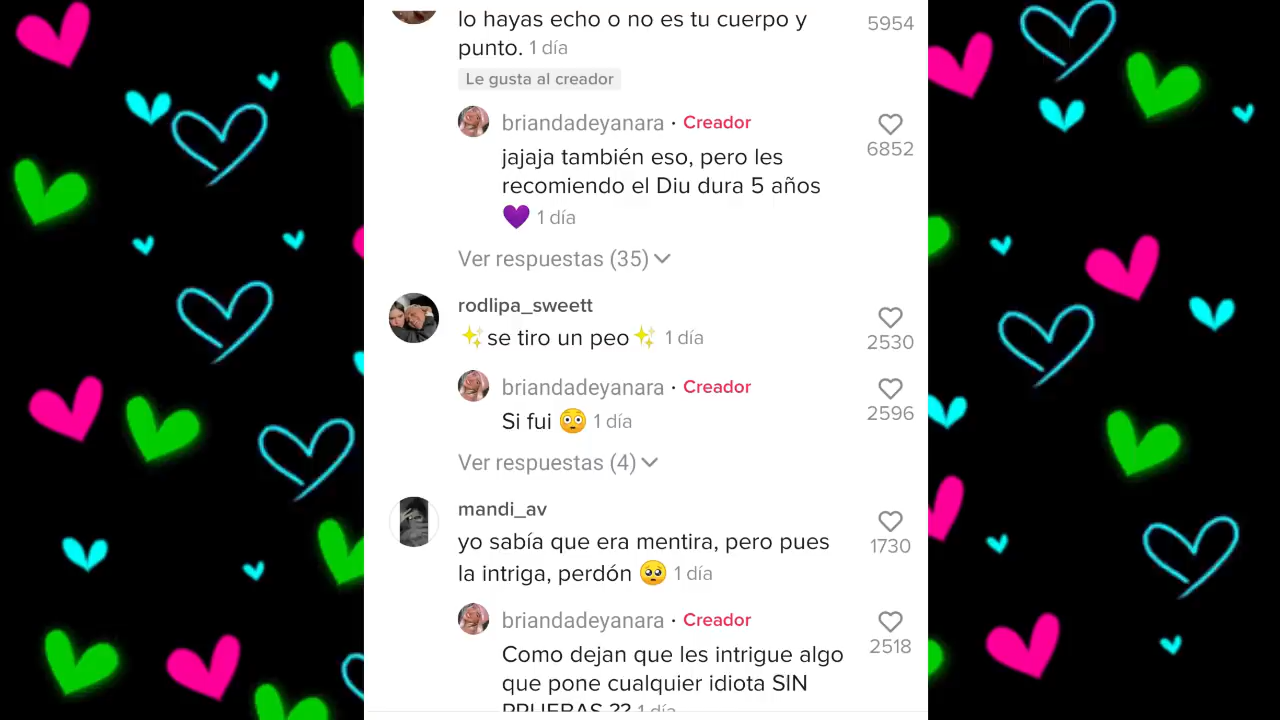 lo hayas echo o no es tu cuerpo y
punto. 1 día
5954
Le gusta al creador
briandadeyanara · Creador
jajaja también eso, pero les
recomiendo el Diu dura 5 años
💜 1 día
6852
Ver respuestas (35)
rodlipa_sweett
✨se tiro un peo✨ 1 día
2530
briandadeyanara · Creador
Si fui 😳 1 día
2596
Ver respuestas (4)
mandi_av
yo sabía que era mentira, pero pues
la intriga, perdón 🥺 1 día
1730
briandadeyanara · Creador
Como dejan que les intrigue algo
que pone cualquier idiota SIN
PRUEBAS ?? 1 día
2518